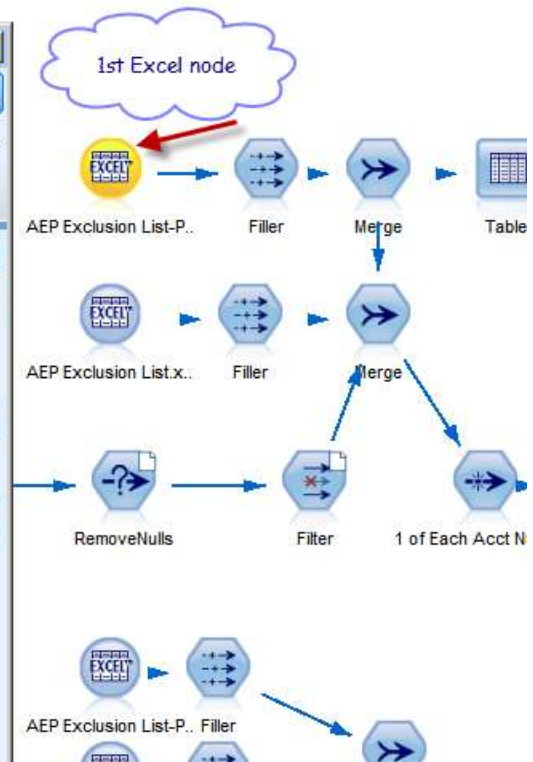 1st Excel node
EXCEL
AEP Exclusion List-P..
Filler
Merge
Table
EXCEL
AEP Exclusion List.x..
Filler
Merge
RemoveNulls
Filter
1 of Each Acct N
EXCEL
AEP Exclusion List-P..
Filler